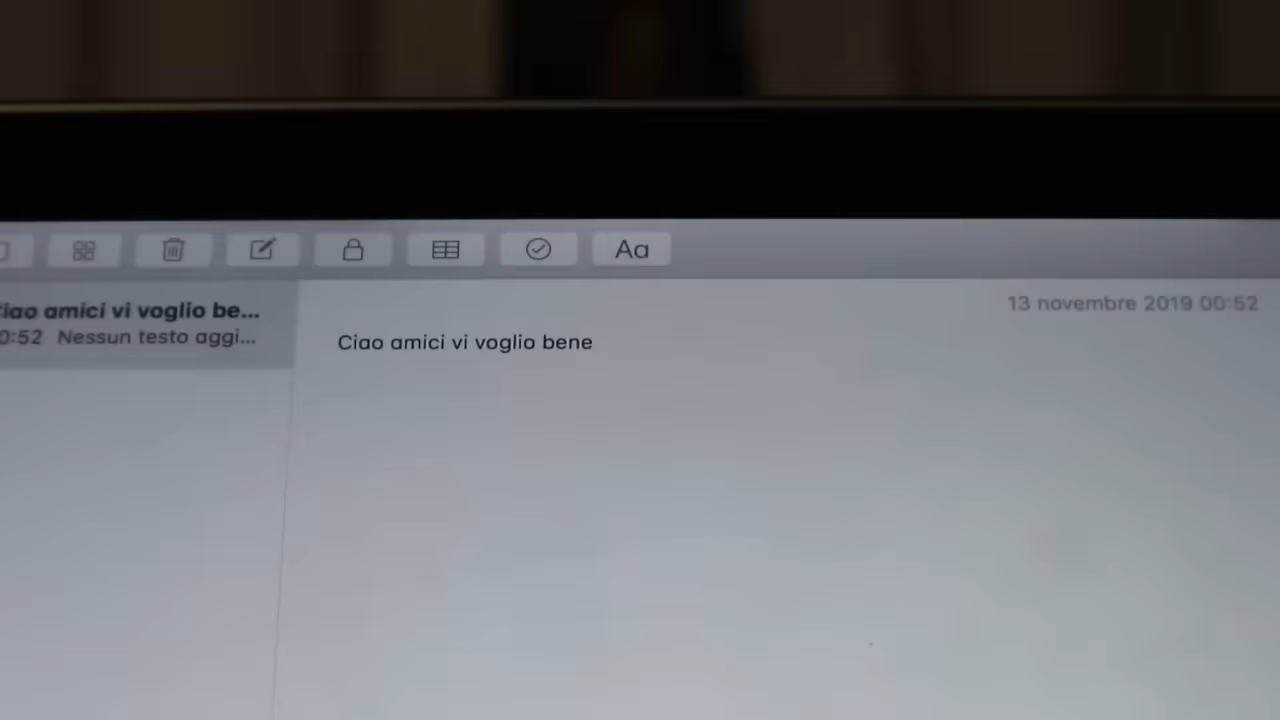 Aa
Ciao amici vi voglio be...
0:52 Nessun testo aggi...
13 novembre 2019 00:52
Ciao amici vi voglio bene